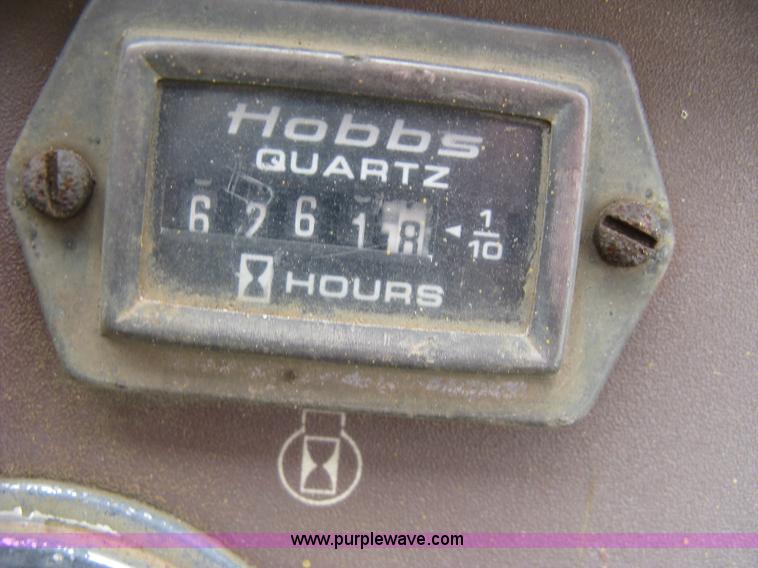 Hobbs
QUARTZ
6 2 6 1 8 ◄ 1/10
HOURS
www.purplewave.com